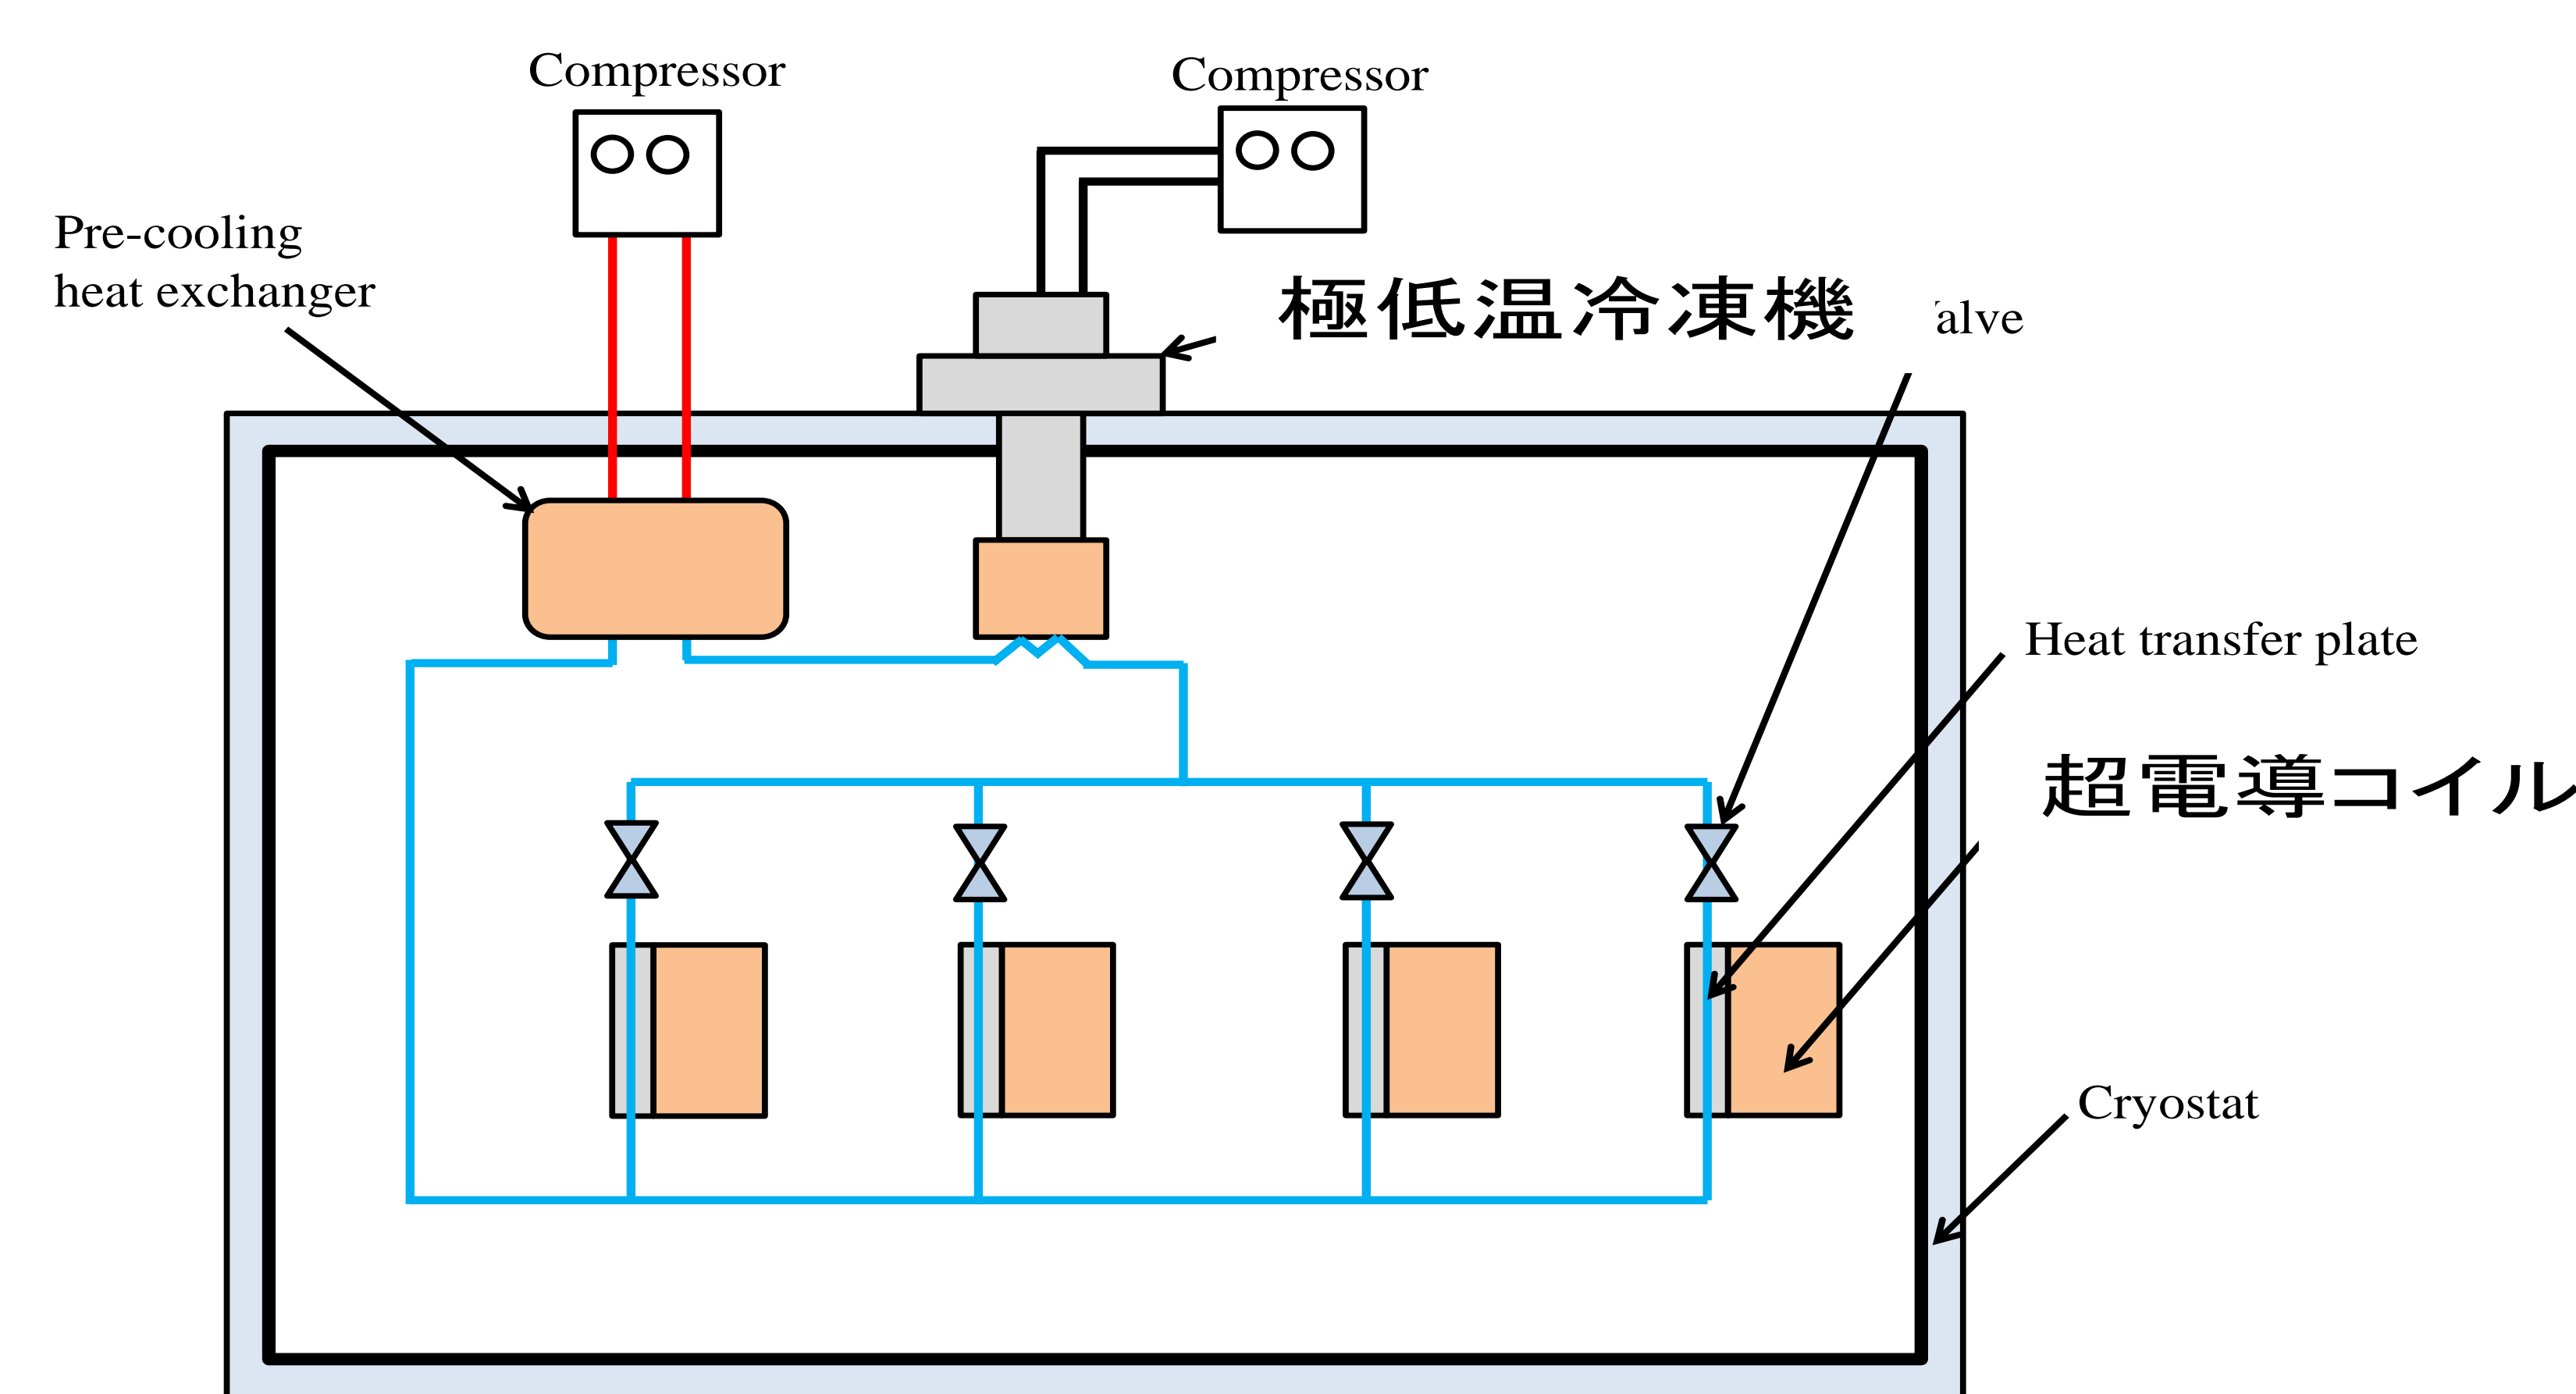 Compressor
Compressor
Pre-cooling
heat exchanger
極低温冷凍機
alve
Heat transfer plate
超電導コイル
Cryostat